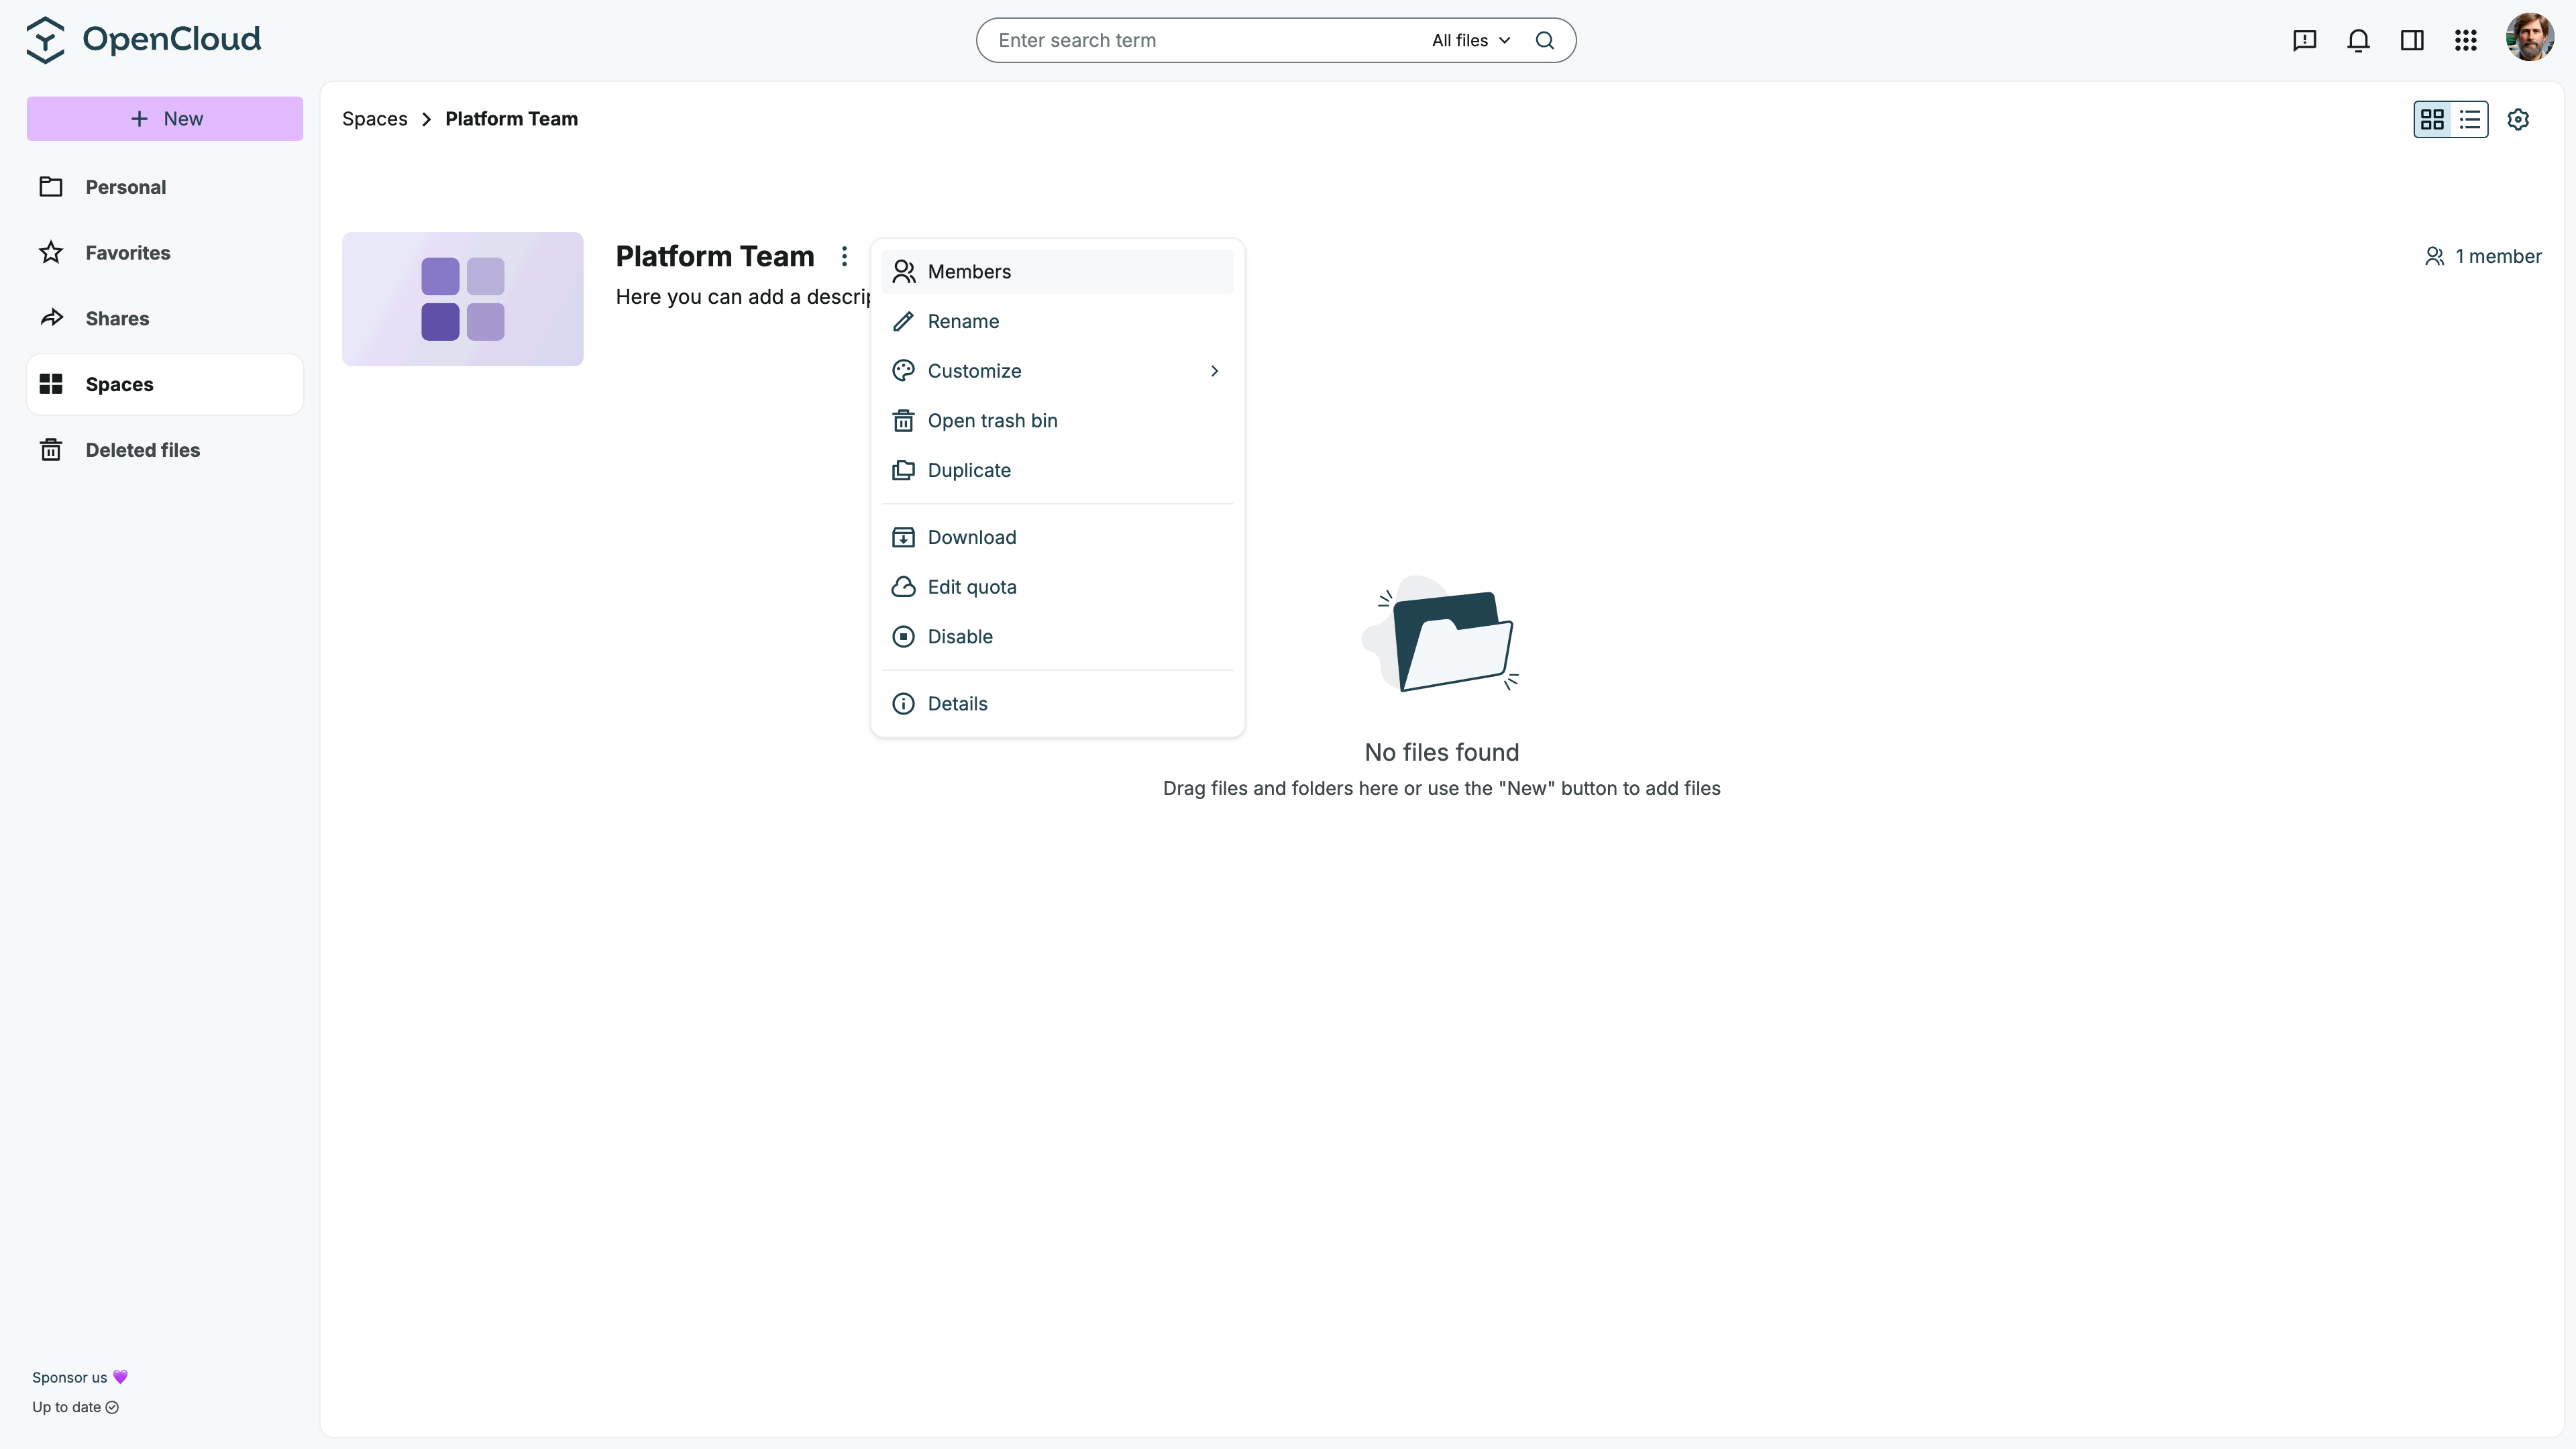 OpenCloud
Enter search term
All files
New
Personal
Favorites
Shares
Spaces
Deleted files
Sponsor us 💜
Up to date
Spaces > Platform Team
Platform Team
Here you can add a descrip
1 member
Members
Rename
Customize
Open trash bin
Duplicate
Download
Edit quota
Disable
Details
No files found
Drag files and folders here or use the "New" button to add files